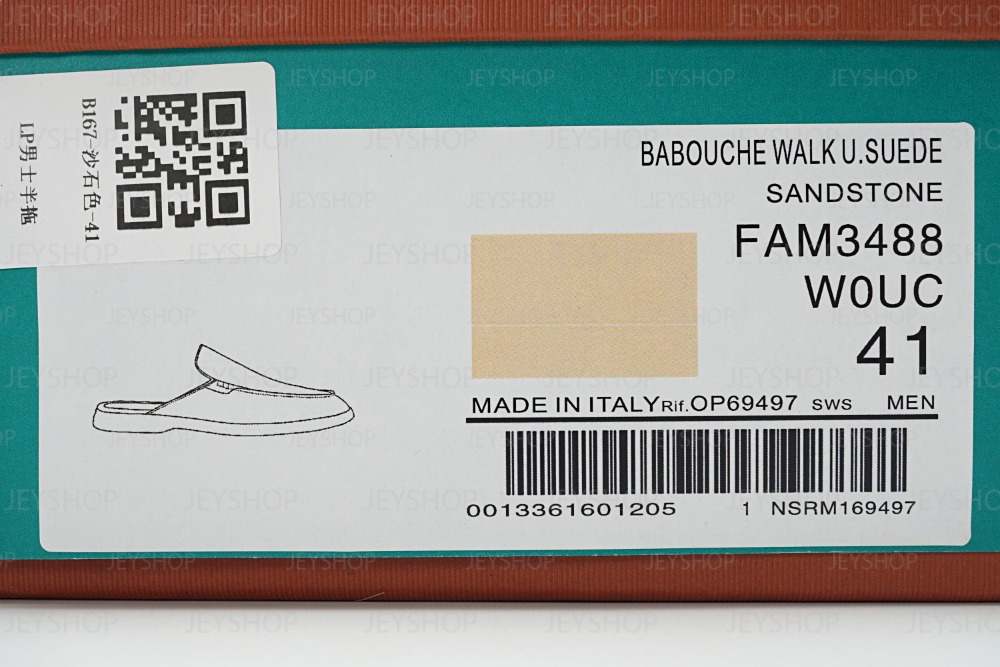 JEYSHOP
LP男士半拖
B167-沙石色-41
BABOUCHE WALK U.SUEDE
SANDSTONE
FAM3488
W0UC
41
MADE IN ITALY Rif.OP69497 SWS MEN
0013361601205 1 NSRM169497